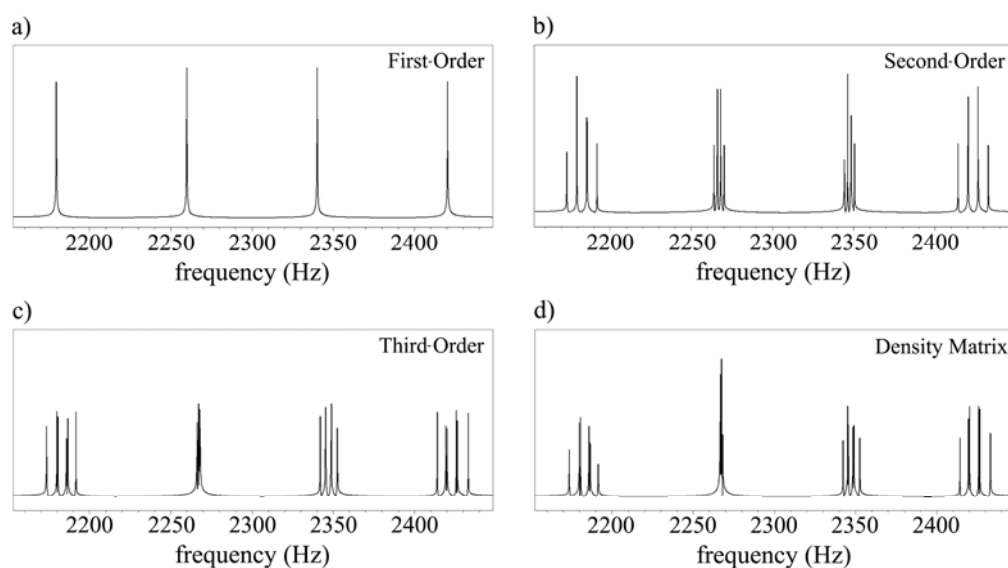 a)
First-Order
2200 2250 2300 2350 2400
frequency (Hz)
b)
Second-Order
2200 2250 2300 2350 2400
frequency (Hz)
c)
Third-Order
2200 2250 2300 2350 2400
frequency (Hz)
d)
Density Matrix
2200 2250 2300 2350 2400
frequency (Hz)